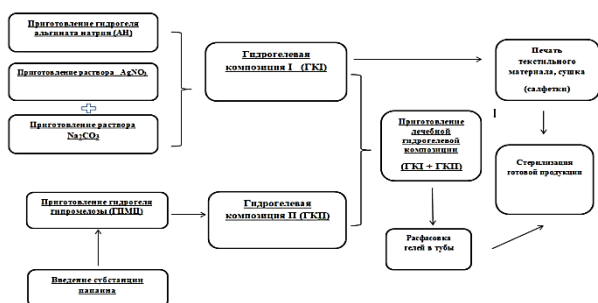 Приготовление гидрогеля
альгината натрия (АН)
Приготовление раствора AgNO3
Приготовление раствора
Na2CO3
Гидрогелевая
композиция I (ГКI)
Печать
текстильного
материала, сушка
(салфетки)
Приготовление
лечебной
гидрогелевой
композиции
(ГКI + ГКII)
Стерилизация
готовой продукции
Приготовление гидрогеля
гипромелозы (ГПМЦ)
Гидрогелевая
композиция II (ГКII)
Расфасовка
гелей в тубы
Введение субстанции
папаина